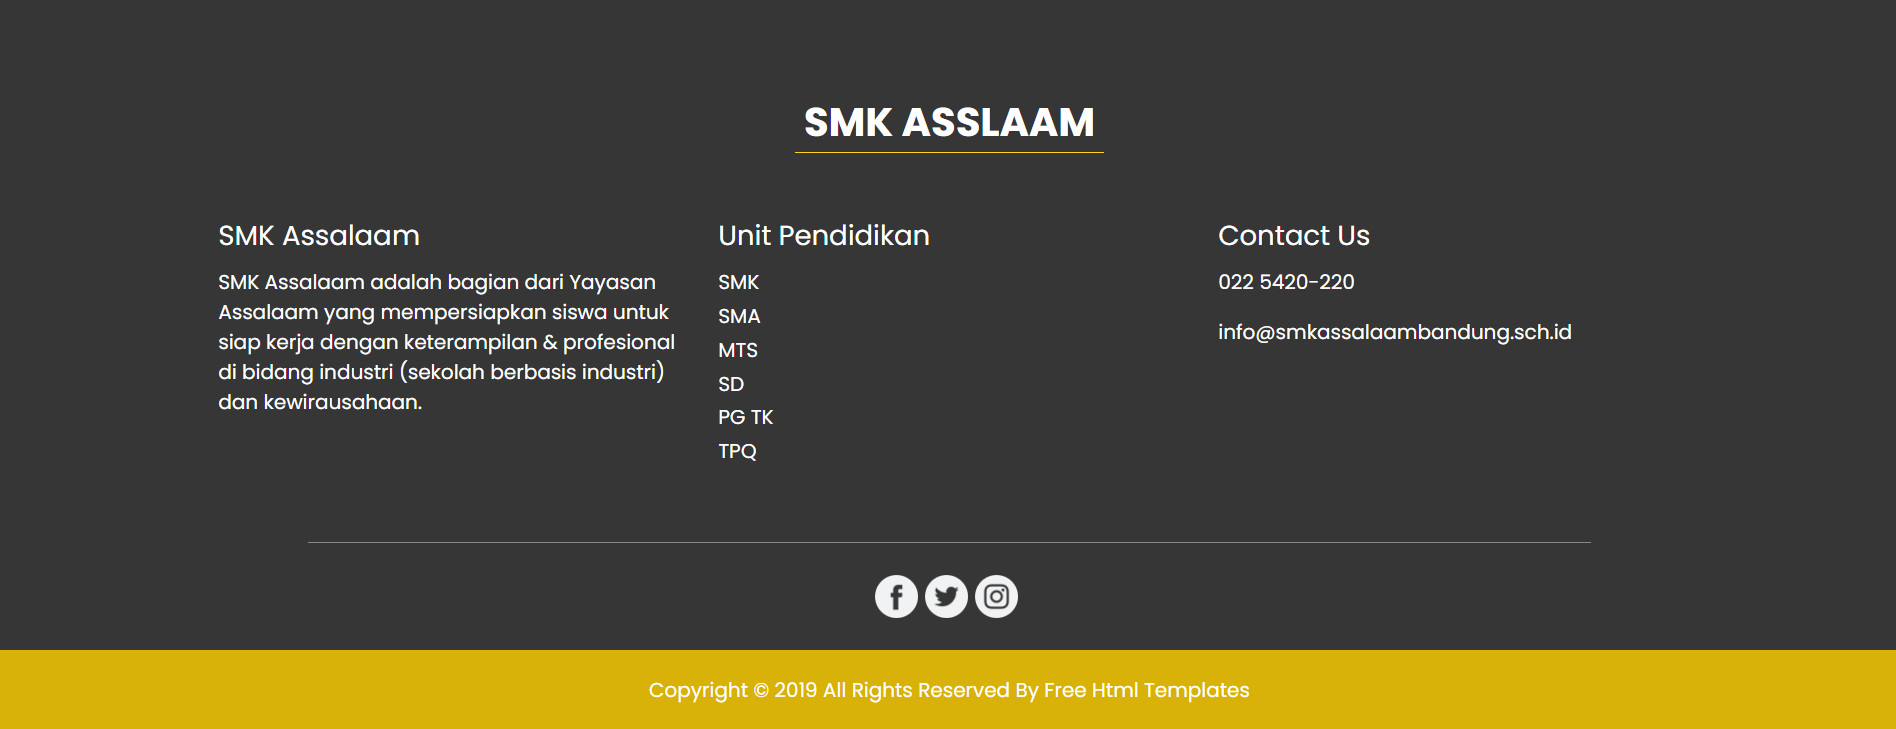 SMK ASSLAAM
SMK Assalaam
SMK Assalaam adalah bagian dari Yayasan
Assalaam yang mempersiapkan siswa untuk
siap kerja dengan keterampilan & profesional
di bidang industri (sekolah berbasis industri)
dan kewirausahaan.
Unit Pendidikan
SMK
SMA
MTS
SD
PG TK
TPQ
Contact Us
022 5420-220
info@smkassalaambandung.sch.id
Copyright © 2019 All Rights Reserved By Free Html Templates